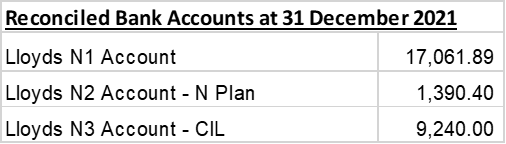 Reconciled Bank Accounts at 31 December 2021
Lloyds N1 Account 17,061.89
Lloyds N2 Account - N Plan 1,390.40
Lloyds N3 Account - CIL 9,240.00